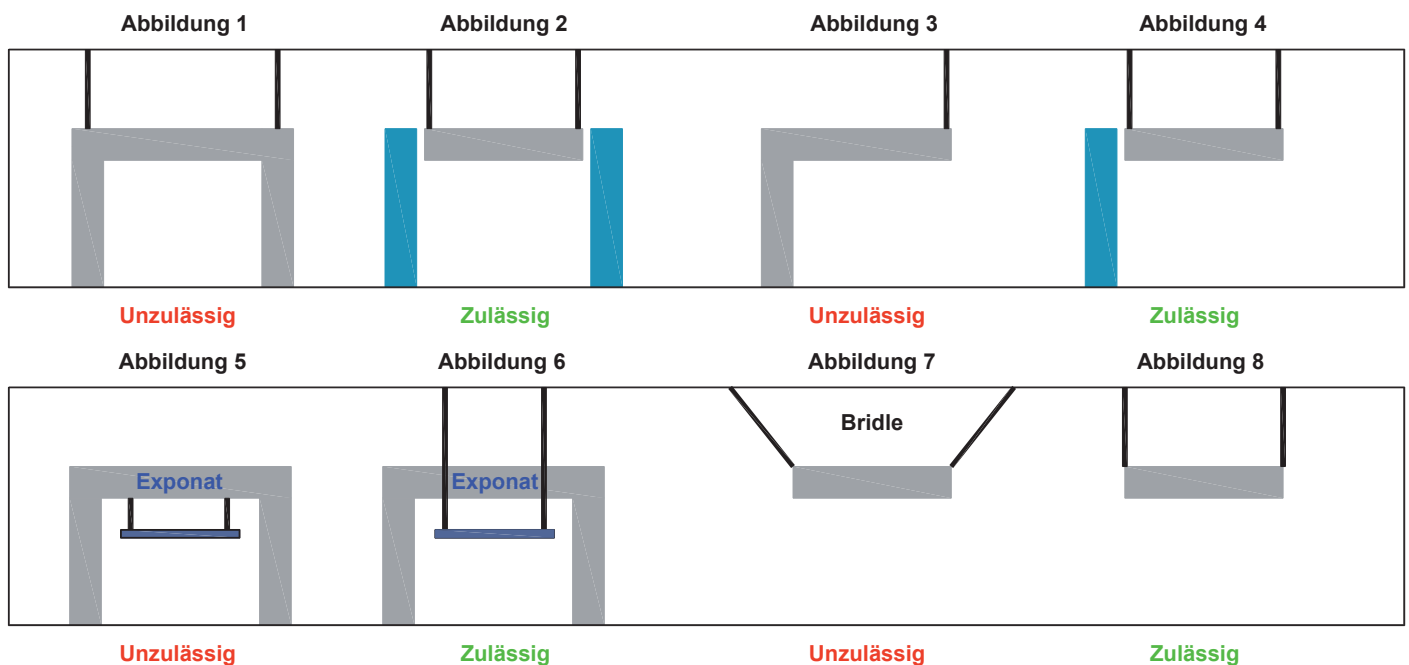 Abbildung 1 Abbildung 2 Abbildung 3 Abbildung 4
Unzulässig Zulässig Unzulässig Zulässig
Abbildung 5 Abbildung 6 Abbildung 7 Abbildung 8
Bridle
Exponat Exponat
Unzulässig Zulässig Unzulässig Zulässig